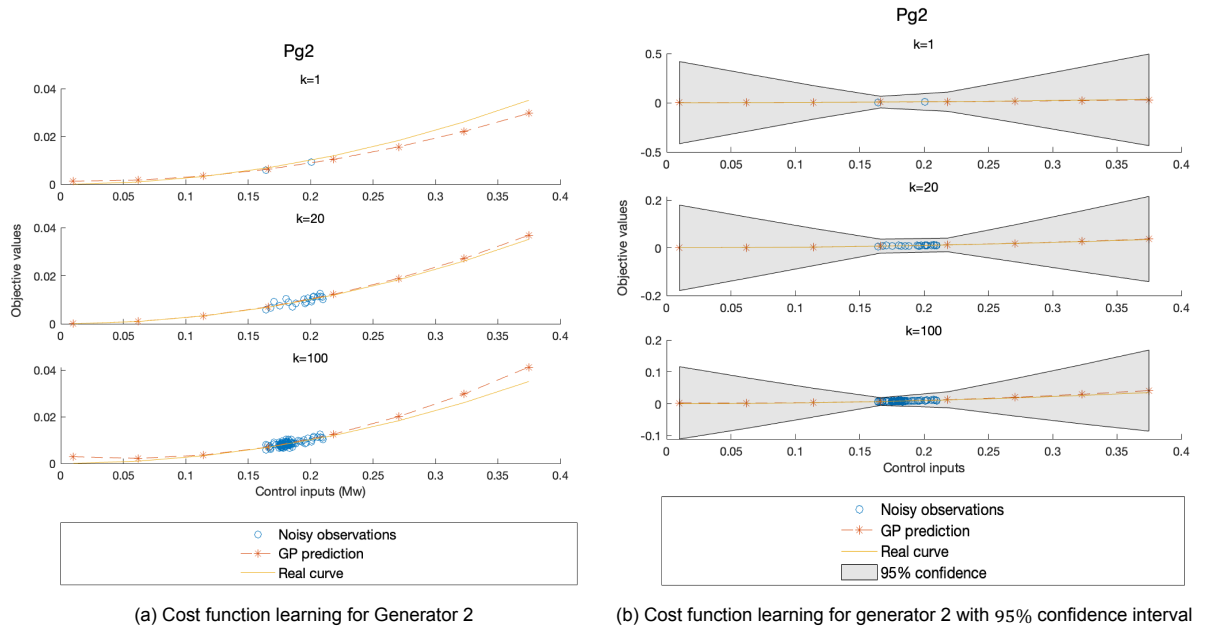 Pg2
k=1
0.04
0.02
0
0 0.05 0.1 0.15 0.2 0.25 0.3 0.35 0.4
k=20
0.04
0.02
0
0 0.05 0.1 0.15 0.2 0.25 0.3 0.35 0.4
Objective values
k=100
0.04
0.02
0
0 0.05 0.1 0.15 0.2 0.25 0.3 0.35 0.4
Control inputs (Mw)
Noisy observations
GP prediction
Real curve
(a) Cost function learning for Generator 2
Pg2
k=1
0.5
0
-0.5
0 0.05 0.1 0.15 0.2 0.25 0.3 0.35 0.4
k=20
0.2
0
-0.2
0 0.05 0.1 0.15 0.2 0.25 0.3 0.35 0.4
Objective values
k=100
0.2
0.1
0
-0.1
0 0.05 0.1 0.15 0.2 0.25 0.3 0.35 0.4
Control inputs
Noisy observations
GP prediction
Real curve
95% confidence
(b) Cost function learning for generator 2 with 95% confidence interval